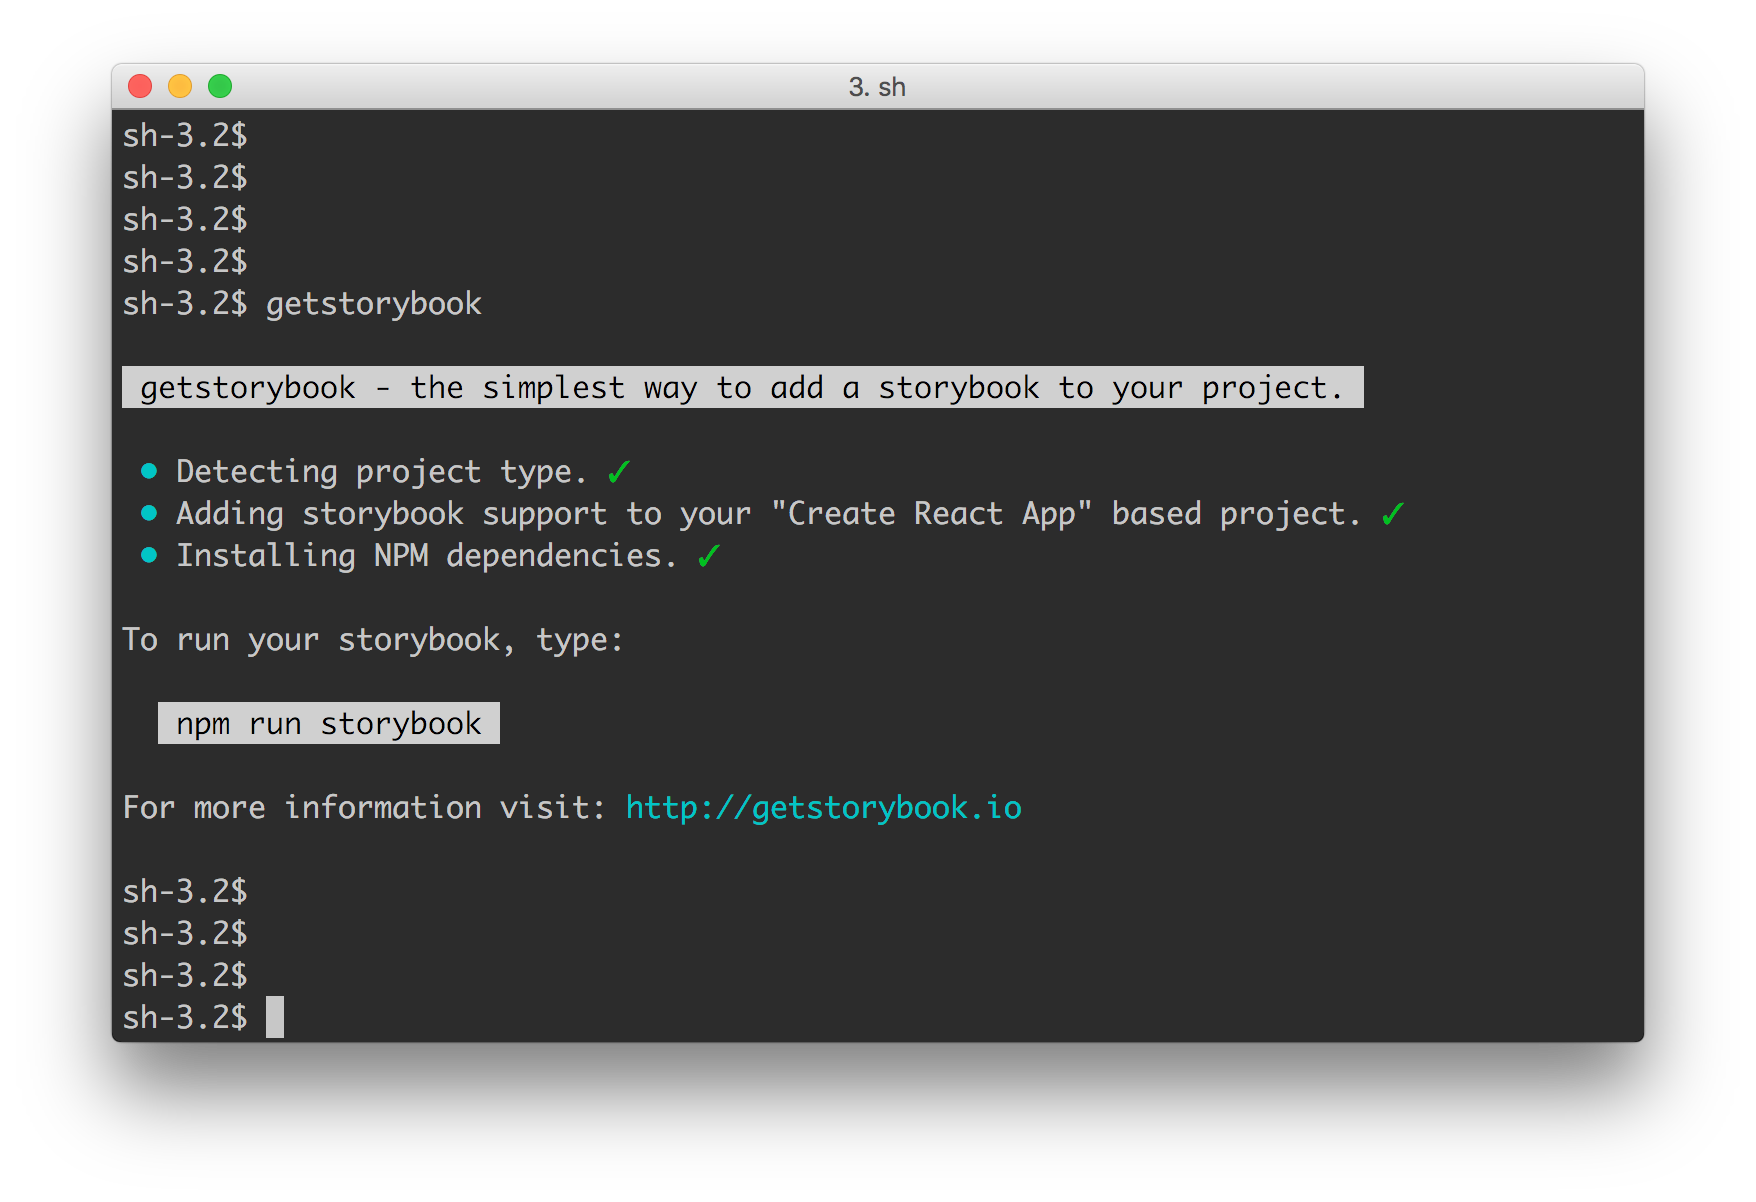 3. sh
sh-3.2$
sh-3.2$
sh-3.2$
sh-3.2$
sh-3.2$ getstorybook
getstorybook - the simplest way to add a storybook to your project.
• Detecting project type. ✓
• Adding storybook support to your "Create React App" based project. ✓
• Installing NPM dependencies. ✓
To run your storybook, type:
npm run storybook
For more information visit: http://getstorybook.io
sh-3.2$
sh-3.2$
sh-3.2$
sh-3.2$